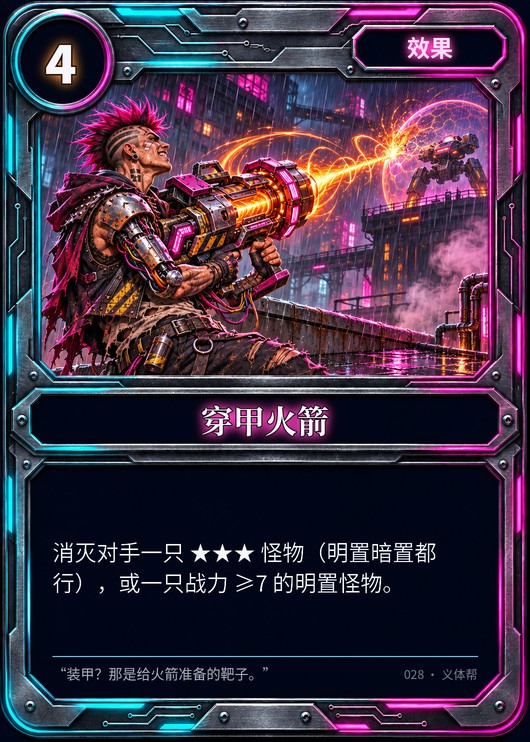 4
效果
穿甲火箭
消灭对手一只 ★★★ 怪物（明置暗置都
行），或一只战力 ≥7 的明置怪物。
“装甲？那是给火箭准备的靶子。”
028 · 义体帮